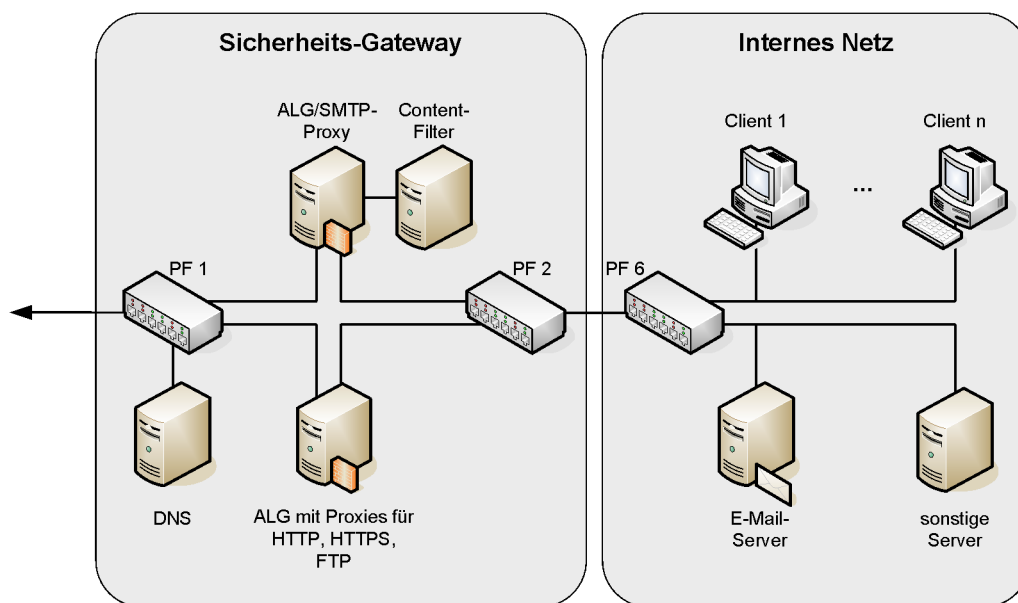 Sicherheits-Gateway
Internes Netz
ALG/SMTP-
Proxy
Content-
Filter
Client 1
...
Client n
PF 1
PF 2
PF 6
DNS
ALG mit Proxies für
HTTP, HTTPS,
FTP
E-Mail-
Server
sonstige
Server